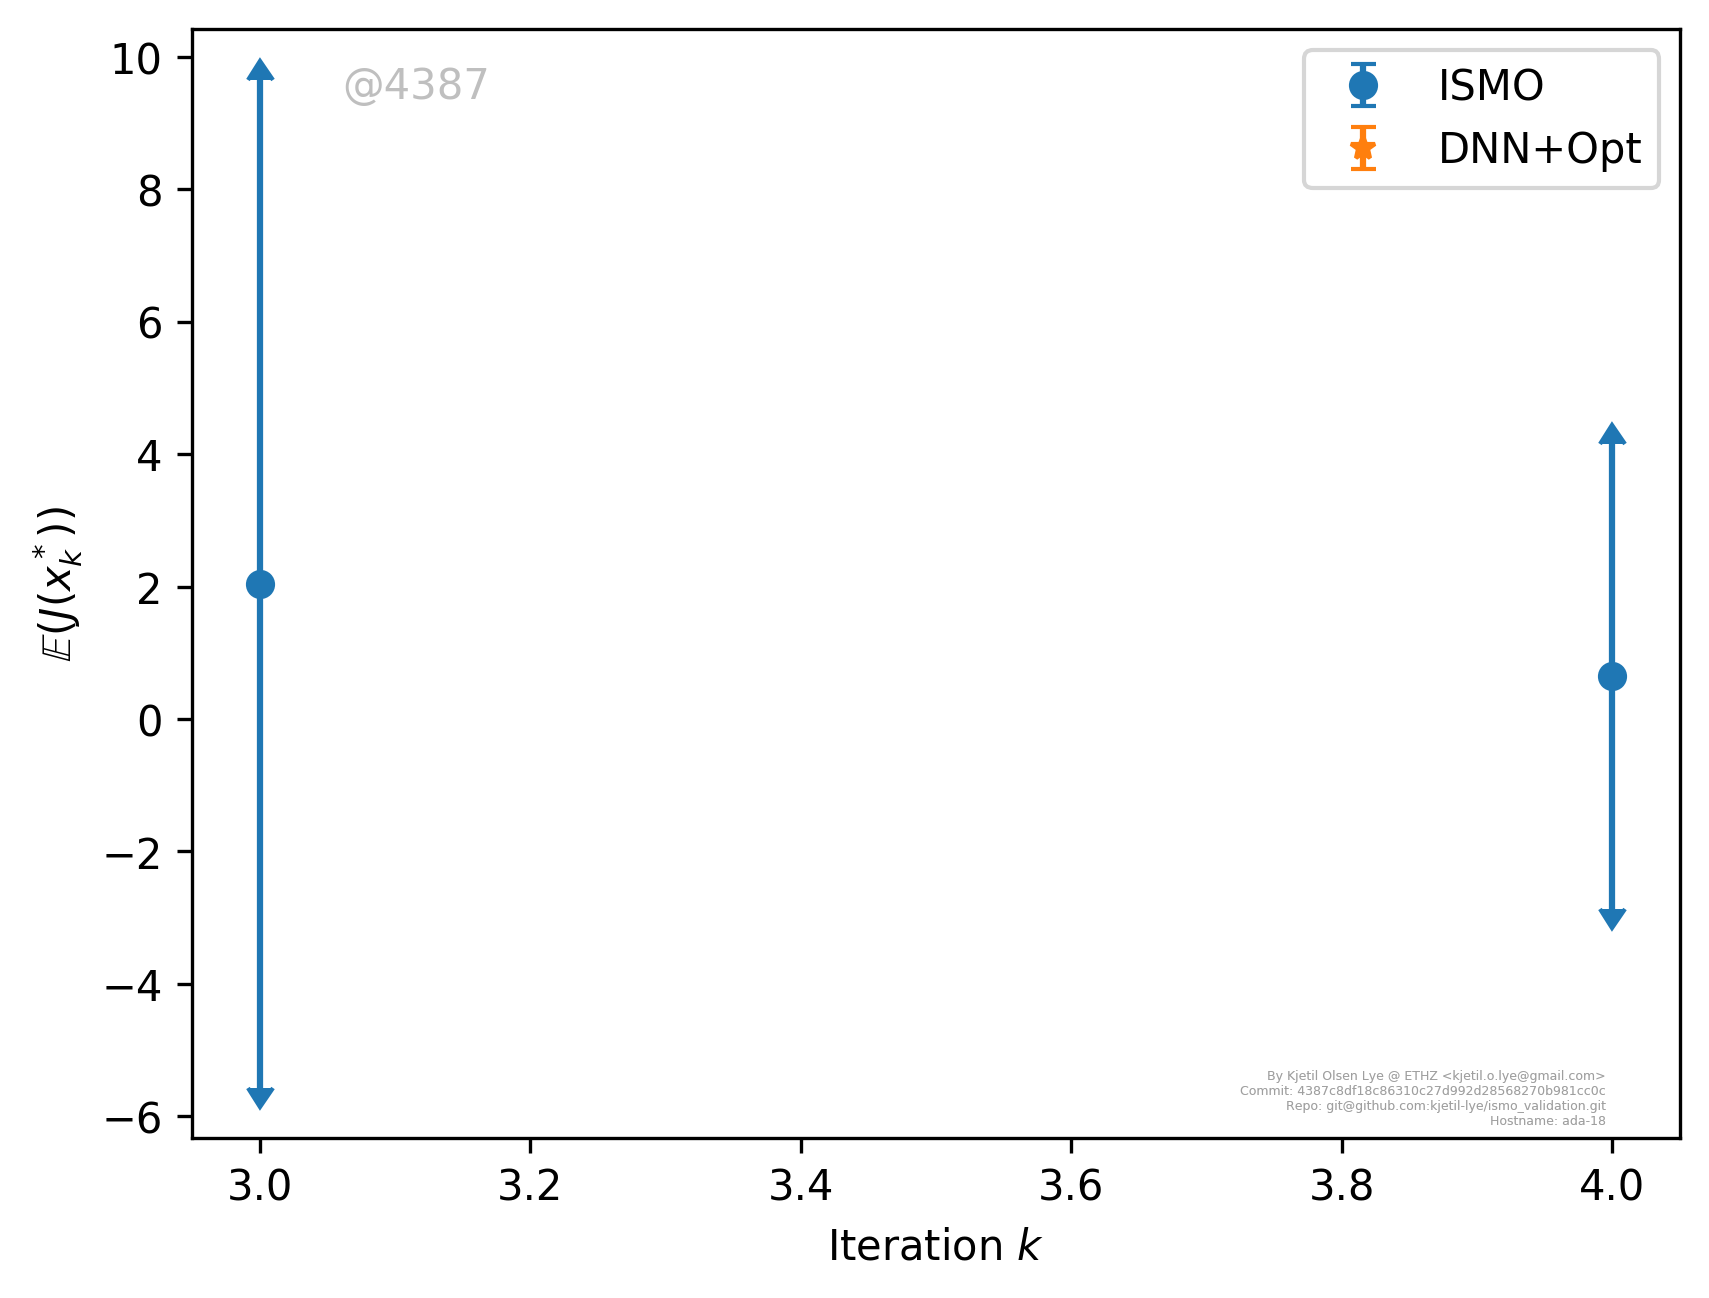 @4387
ISMO
DNN+Opt
10
8
6
4
2
0
−2
−4
−6
𝔼(J(x*k))
3.0 3.2 3.4 3.6 3.8 4.0
Iteration k
By Kjetil Olsen Lye @ ETHZ <kjetil.o.lye@gmail.com>
Commit: 4387c8df18c86310c27d992d28568270b981cc0c
Repo: git@github.com:kjetil-lye/ismo_validation.git
Hostname: ada-18